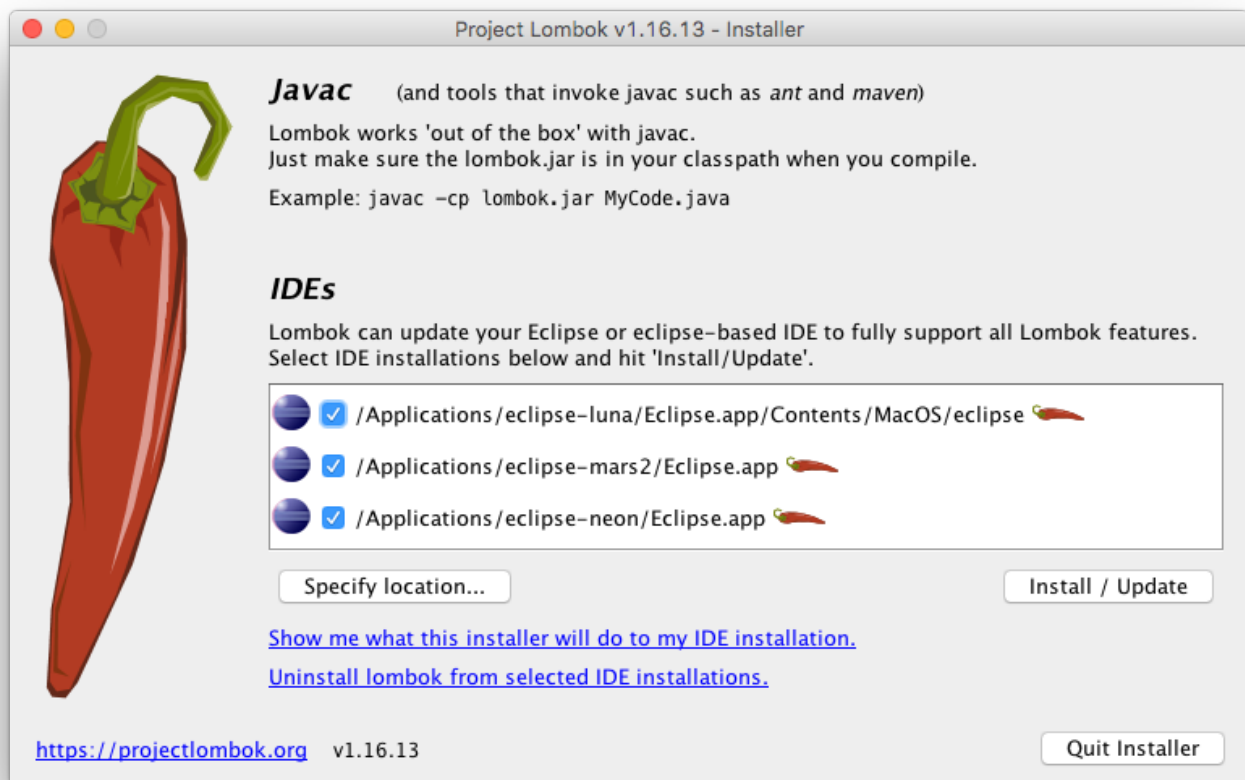 Project Lombok v1.16.13 - Installer
Javac (and tools that invoke javac such as ant and maven)
Lombok works 'out of the box' with javac.
Just make sure the lombok.jar is in your classpath when you compile.
Example: javac -cp lombok.jar MyCode.java
IDEs
Lombok can update your Eclipse or eclipse-based IDE to fully support all Lombok features.
Select IDE installations below and hit 'Install/Update'.
/Applications/eclipse-luna/Eclipse.app/Contents/MacOS/eclipse
/Applications/eclipse-mars2/Eclipse.app
/Applications/eclipse-neon/Eclipse.app
Specify location... Install / Update
Show me what this installer will do to my IDE installation.
Uninstall lombok from selected IDE installations.
https://projectlombok.org v1.16.13 Quit Installer